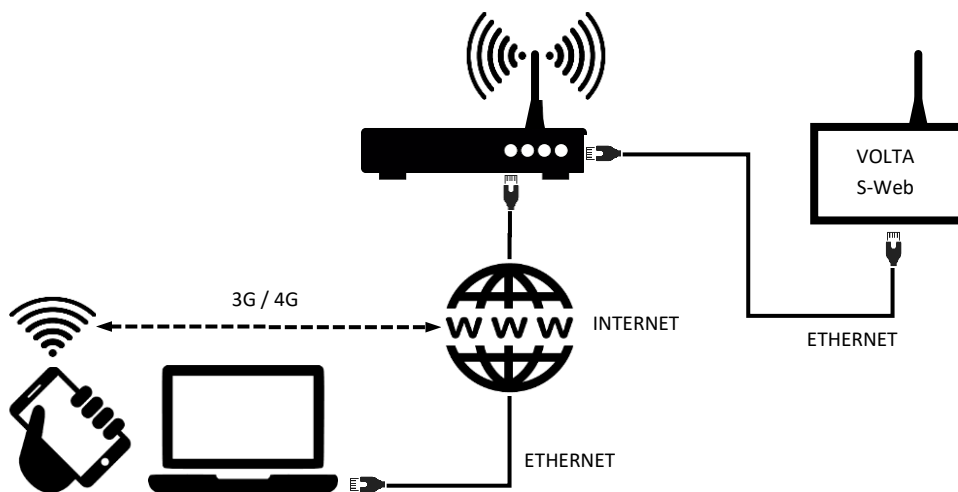 VOLTA
S-Web
3G / 4G
WWW
INTERNET
ETHERNET
ETHERNET